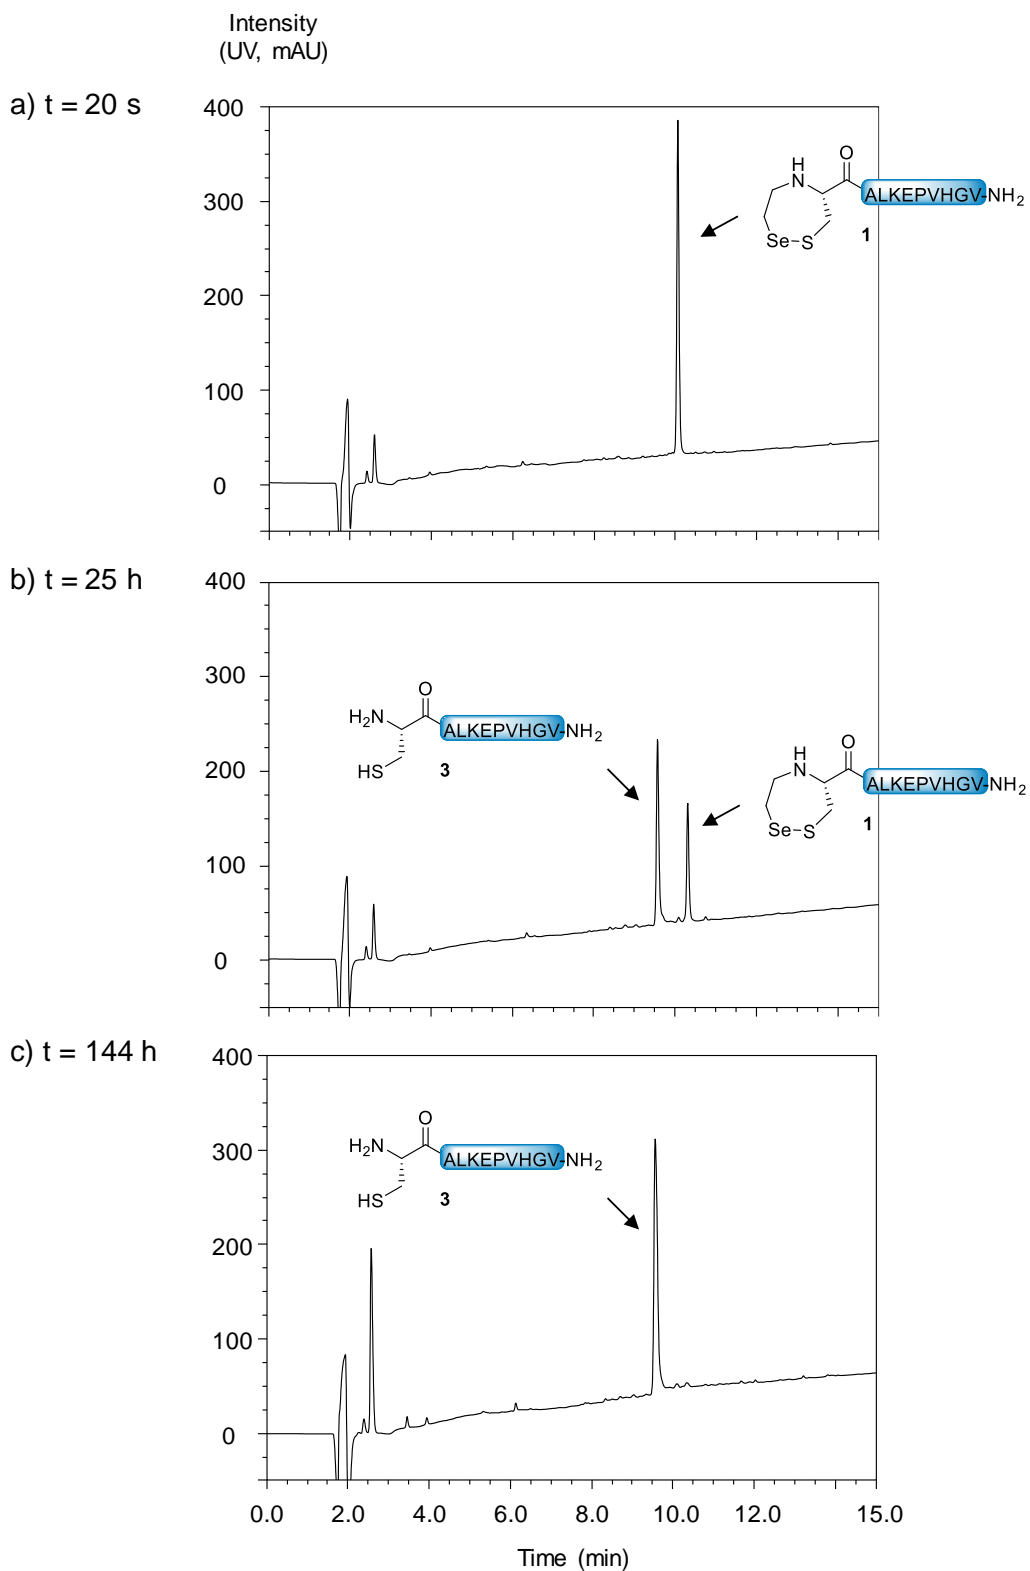 Intensity
(UV, mAU)
a) t = 20 s
400
300
200
100
0
H
N
O
ALKEPVHGV-NH2
Se-S
1
b) t = 25 h
400
300
200
100
0
O
H2N
ALKEPVHGV-NH2
HS
3
H
N
O
ALKEPVHGV-NH2
Se-S
1
c) t = 144 h
400
300
200
100
0
O
H2N
ALKEPVHGV-NH2
HS
3
0.0 2.0 4.0 6.0 8.0 10.0 12.0 15.0
Time (min)